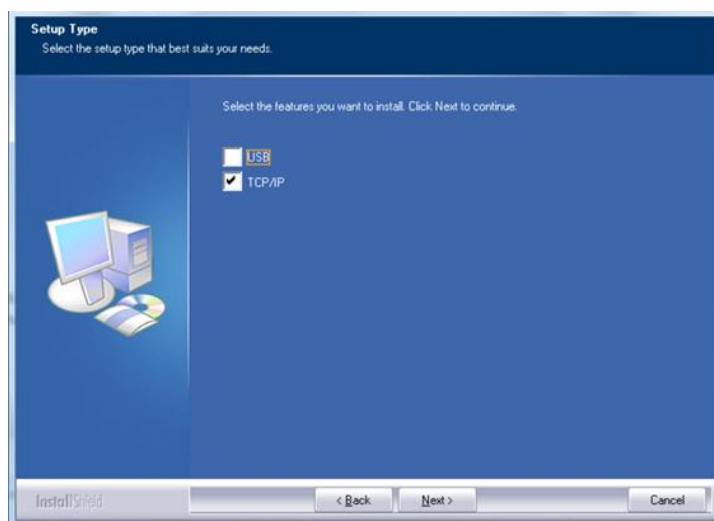 Setup Type
Select the setup type that best suits your needs.
Select the features you want to install. Click Next to continue.
USB
TCP/IP
InstallShield
< Back
Next >
Cancel